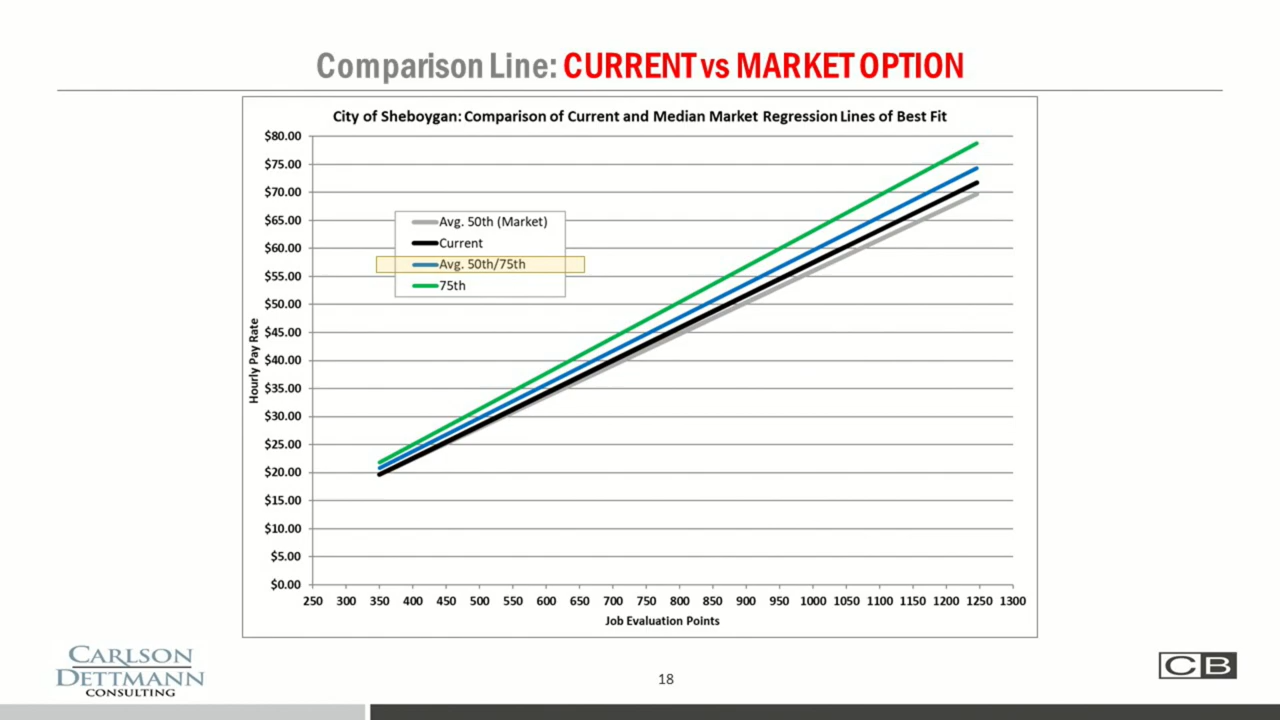 Comparison Line: CURRENT vs MARKET OPTION
City of Sheboygan: Comparison of Current and Median Market Regression Lines of Best Fit
$80.00
$75.00
$70.00
$65.00
$60.00
$55.00
$50.00
$45.00
$40.00
$35.00
$30.00
$25.00
$20.00
$15.00
$10.00
$5.00
$0.00
Hourly Pay Rate
Avg. 50th (Market)
Current
Avg. 50th/75th
75th
250 300 350 400 450 500 550 600 650 700 750 800 850 900 950 1000 1050 1100 1150 1200 1250 1300
Job Evaluation Points
CARLSON
DETTMANN
CONSULTING
18
CB